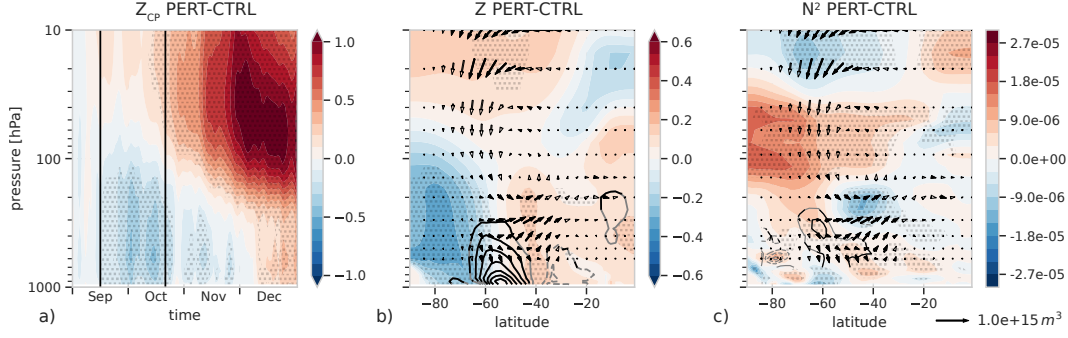 Z_CP PERT-CTRL
Z PERT-CTRL
N² PERT-CTRL
pressure [hPa]
10
100
1000
Sep
Oct
Nov
Dec
time
a)
1.0
0.5
0.0
−0.5
−1.0
−80
−60
−40
−20
latitude
b)
0.6
0.4
0.2
0.0
−0.2
−0.4
−0.6
−80
−60
−40
−20
latitude
c)
2.7e-05
1.8e-05
9.0e-06
0.0e+00
-9.0e-06
-1.8e-05
-2.7e-05
1.0e+15 m³